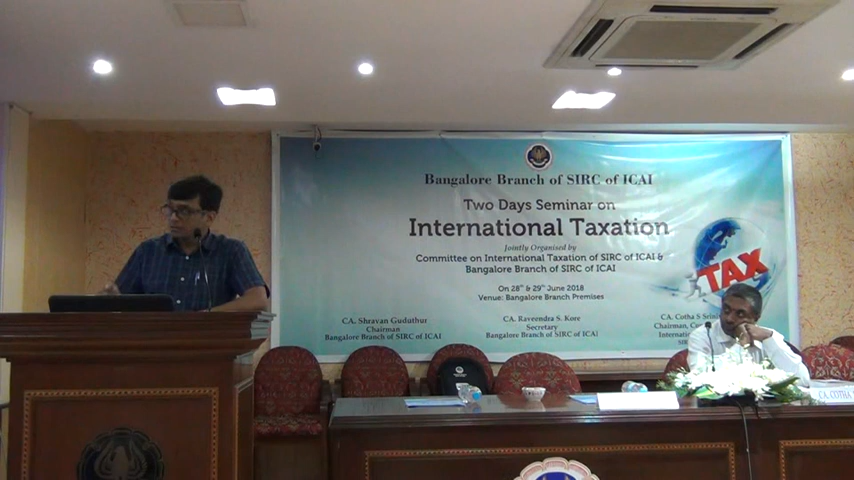 Bangalore Branch of SIRC of ICAI
Two Days Seminar on
International Taxation
Jointly Organised by
Committee on International Taxation of SIRC of ICAI &
Bangalore Branch of SIRC of ICAI
On 28th & 29th June 2018
Venue: Bangalore Branch Premises
TAX
CA. Shravan Guduthur
Chairman
Bangalore Branch of SIRC of ICAI
CA. Raveendra S. Kore
Secretary
Bangalore Branch of SIRC of ICAI
CA. Cotha S
Chairman,
CA. COTHA